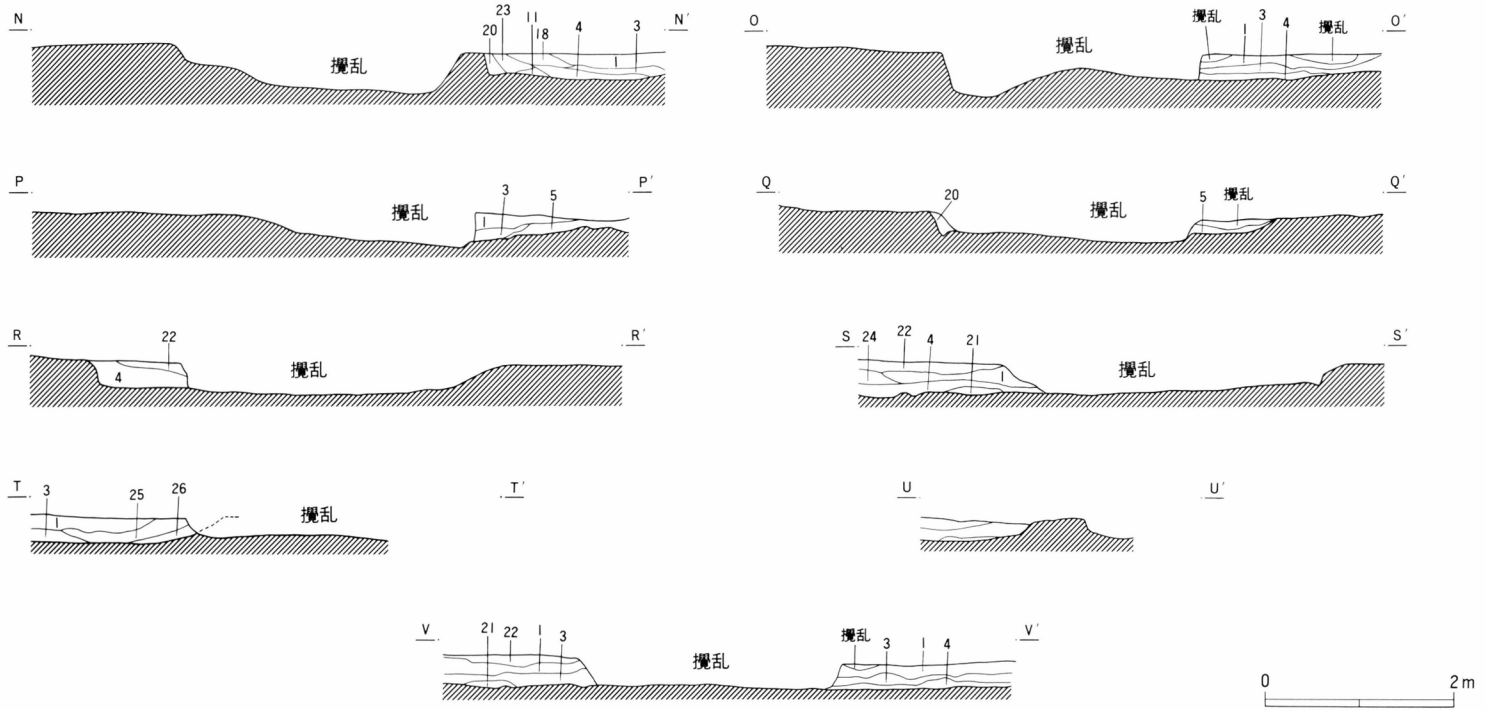 N 23 11 N′
20 18 4 3
攪乱 1
O 攪乱 1 3 4 攪乱 O′
攪乱
P 3 5 P′
攪乱
1
Q 20 5 攪乱 Q′
攪乱
R 22 R′
攪乱
4
S 24 22 4 21 S′
攪乱
1
T 3 25 26 T′
1 攪乱
U U′
V 21 22 1 3 攪乱 3 1 4 V′
攪乱
0 2m